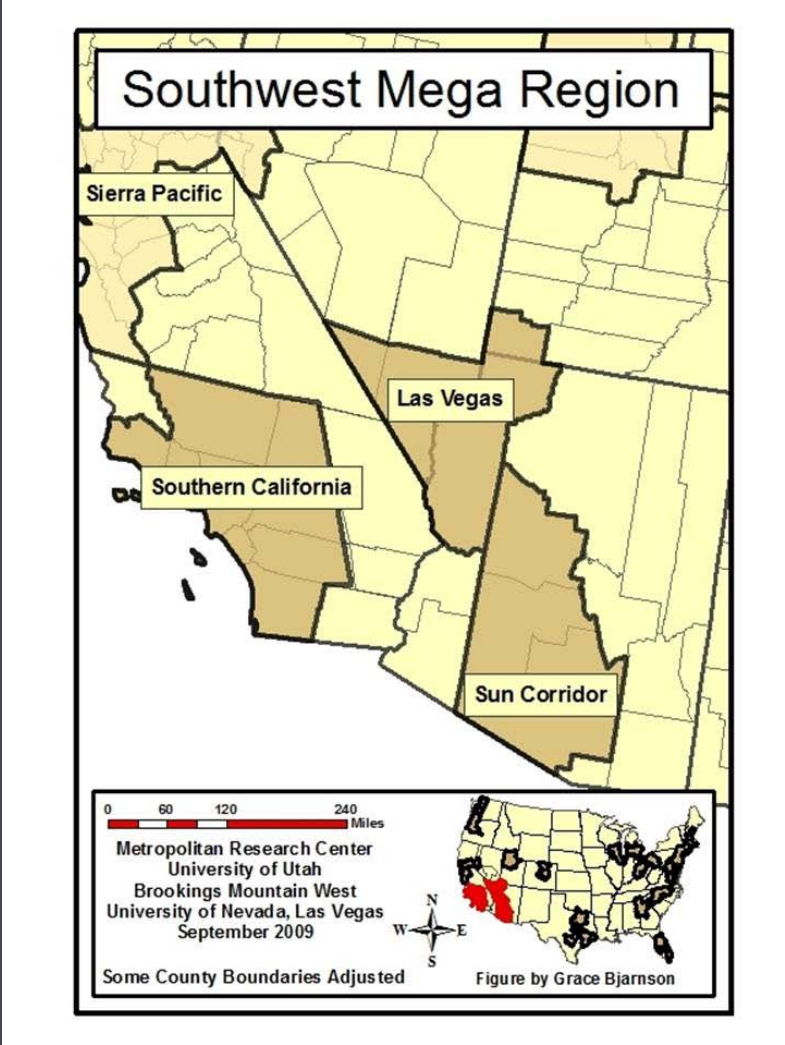 Southwest Mega Region
Sierra Pacific
Las Vegas
Southern California
Sun Corridor
0 60 120 240
Miles
Metropolitan Research Center
University of Utah
Brookings Mountain West
University of Nevada, Las Vegas
September 2009
N
W E
S
Some County Boundaries Adjusted
Figure by Grace Bjarnson